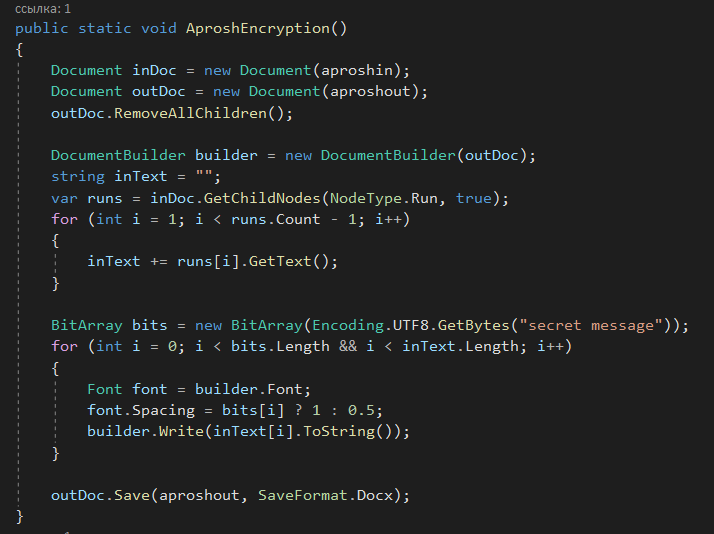 ссылка: 1
public static void AproshEncryption()
{
Document inDoc = new Document(aproshin);
Document outDoc = new Document(aproshout);
outDoc.RemoveAllChildren();
DocumentBuilder builder = new DocumentBuilder(outDoc);
string inText = "";
var runs = inDoc.GetChildNodes(NodeType.Run, true);
for (int i = 1; i < runs.Count - 1; i++)
{
inText += runs[i].GetText();
}
BitArray bits = new BitArray(Encoding.UTF8.GetBytes("secret message"));
for (int i = 0; i < bits.Length && i < inText.Length; i++)
{
Font font = builder.Font;
font.Spacing = bits[i] ? 1 : 0.5;
builder.Write(inText[i].ToString());
}
outDoc.Save(aproshout, SaveFormat.Docx);
}